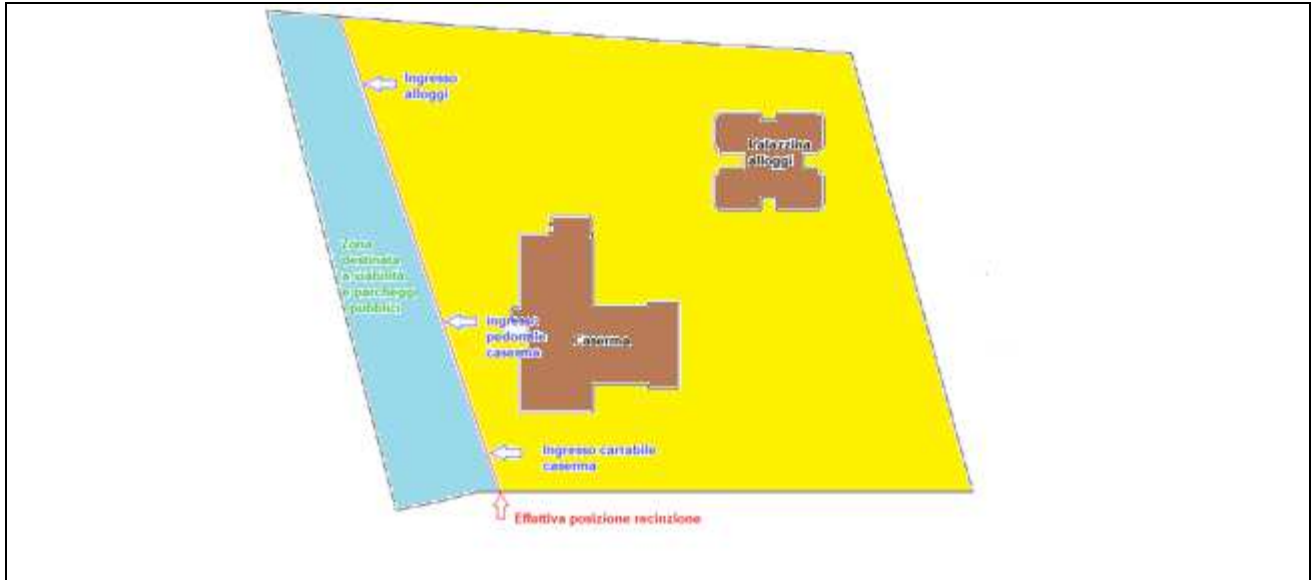 Ingresso
alloggi
Palazzina
alloggi
Zona
destinata
a viabilità
e parcheggi
pubblici
Ingresso
pedonale
caserma
Caserma
Ingresso carrabile
caserma
Effettiva posizione recinzione